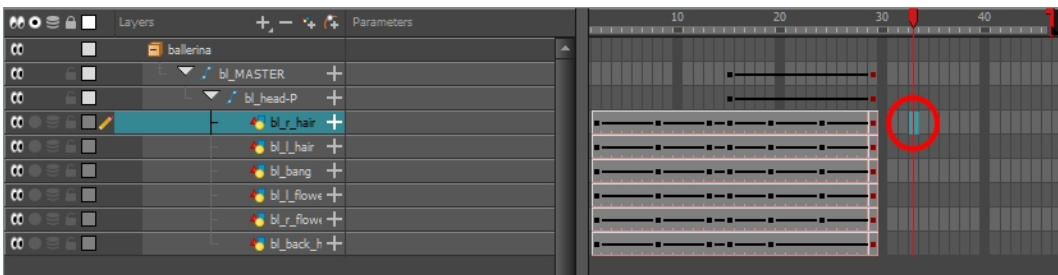 Layers Parameters 10 20 30 40
ballerina
bl_MASTER
bl_head-P
bl_r_hair
bl_l_hair
bl_bang
bl_l_flowe
bl_r_flowe
bl_back_h